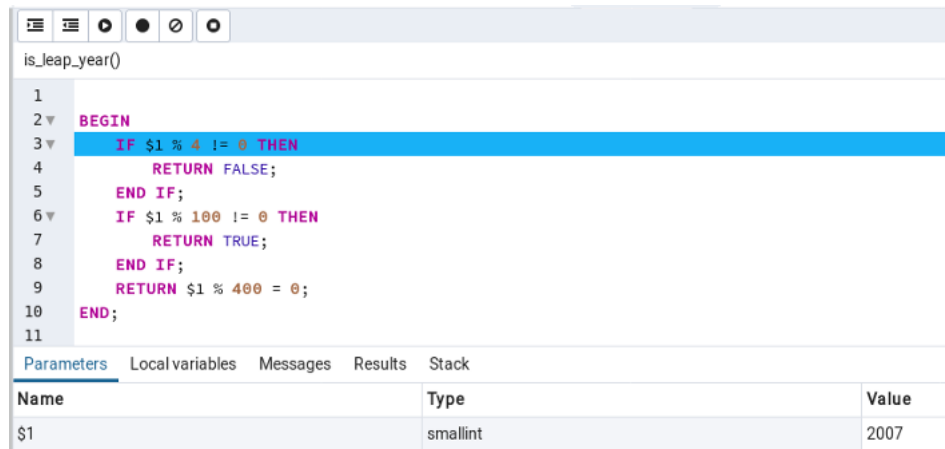 is_leap_year()
1
2 BEGIN
3 IF $1 % 4 != 0 THEN
4 RETURN FALSE;
5 END IF;
6 IF $1 % 100 != 0 THEN
7 RETURN TRUE;
8 END IF;
9 RETURN $1 % 400 = 0;
10 END;
11
Parameters Local variables Messages Results Stack
Name Type Value
$1 smallint 2007